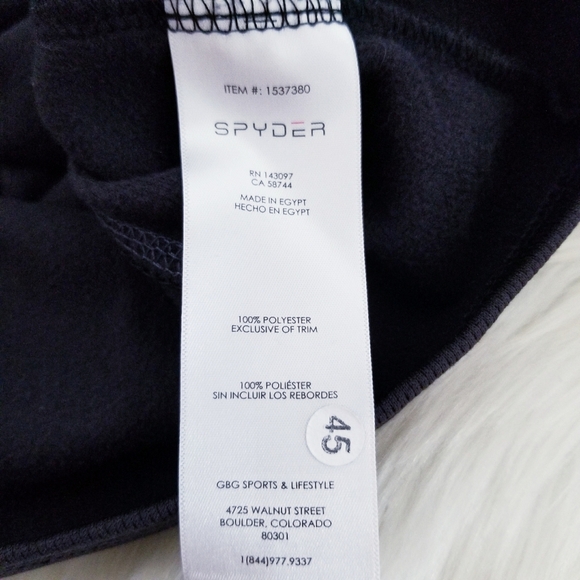 ITEM #: 1537380
SPYDER
RN 143097
CA 58744
MADE IN EGYPT
HECHO EN EGYPT
100% POLYESTER
EXCLUSIVE OF TRIM
100% POLIÉSTER
SIN INCLUIR LOS REBORDES
45
GBG SPORTS & LIFESTYLE
4725 WALNUT STREET
BOULDER, COLORADO
80301
1(844)977.9337